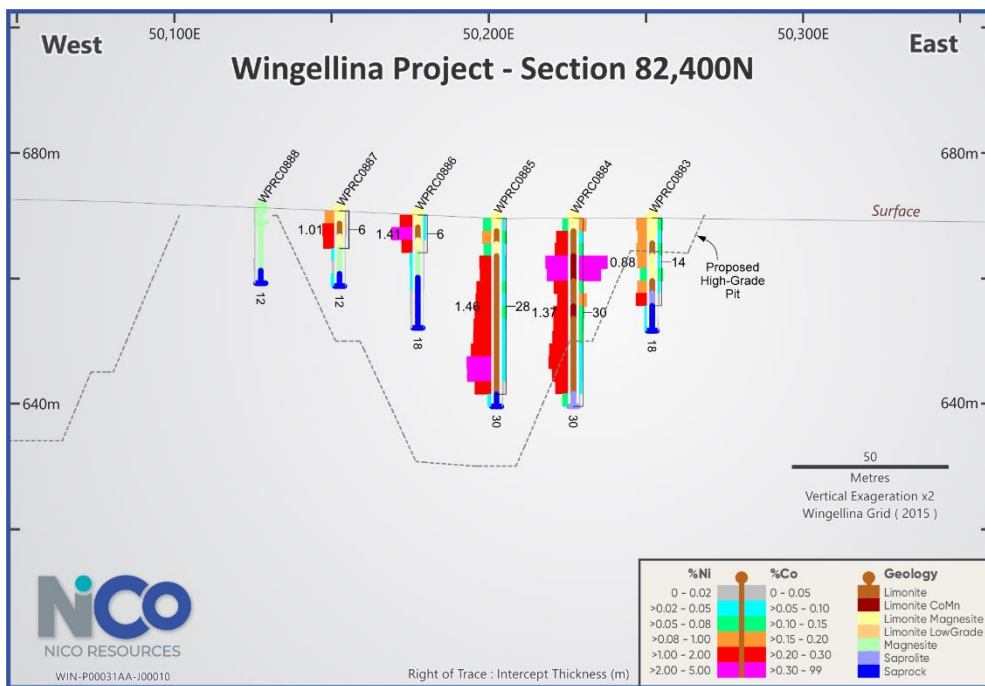 West
East
50,100E
50,200E
50,300E
Wingellina Project - Section 82,400N
680m
680m
WPRC0888
WPRC0887
WPRC0886
WPRC0885
WPRC0884
WPRC0883
Surface
1.01
6
1.41
6
0.88
14
Proposed
High-Grade
Pit
12
12
1.46
28
1.37
30
18
18
640m
640m
30
30
50
Metres
Vertical Exageration x2
Wingellina Grid ( 2015 )
NiCo
NICO RESOURCES
WIN-P00031AA-J00010
Right of Trace : Intercept Thickness (m)
%Ni %Co Geology
0 - 0.02 0 - 0.05 Limonite
>0.02 - 0.05 >0.05 - 0.10 Limonite CoMn
>0.05 - 0.08 >0.10 - 0.15 Limonite Magnesite
>0.08 - 1.00 >0.15 - 0.20 Limonite LowGrade
>1.00 - 2.00 >0.20 - 0.30 Magnesite
>2.00 - 5.00 >0.30 - 99 Saprolite
Saprock